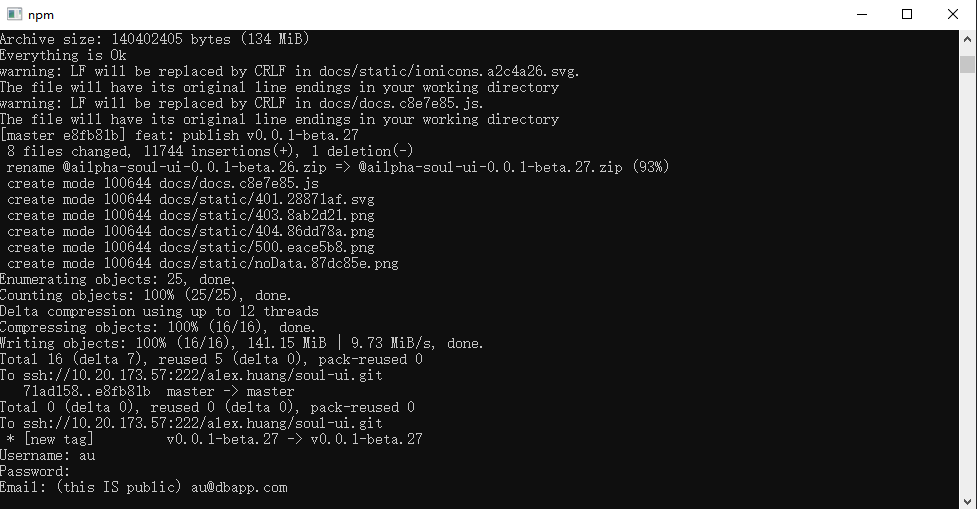 npm
Archive size: 140402405 bytes (134 MiB)
Everything is Ok
warning: LF will be replaced by CRLF in docs/static/ionicons.a2c4a26.svg.
The file will have its original line endings in your working directory
warning: LF will be replaced by CRLF in docs/docs.c8e7e85.js.
The file will have its original line endings in your working directory
[master e8fb81b] feat: publish v0.0.1-beta.27
 8 files changed, 11744 insertions(+), 1 deletion(-)
 rename @ailpha-soul-ui-0.0.1-beta.26.zip => @ailpha-soul-ui-0.0.1-beta.27.zip (93%)
 create mode 100644 docs/docs.c8e7e85.js
 create mode 100644 docs/static/401.28871af.svg
 create mode 100644 docs/static/403.8ab2d21.png
 create mode 100644 docs/static/404.86dd78a.png
 create mode 100644 docs/static/500.eace5b8.png
 create mode 100644 docs/static/noData.87dc85e.png
Enumerating objects: 25, done.
Counting objects: 100% (25/25), done.
Delta compression using up to 12 threads
Compressing objects: 100% (16/16), done.
Writing objects: 100% (16/16), 141.15 MiB | 9.73 MiB/s, done.
Total 16 (delta 7), reused 5 (delta 0), pack-reused 0
To ssh://10.20.173.57:222/alex.huang/soul-ui.git
   71ad158..e8fb81b  master -> master
Total 0 (delta 0), reused 0 (delta 0), pack-reused 0
To ssh://10.20.173.57:222/alex.huang/soul-ui.git
 * [new tag]         v0.0.1-beta.27 -> v0.0.1-beta.27
Username: au
Password:
Email: (this IS public) au@dbapp.com